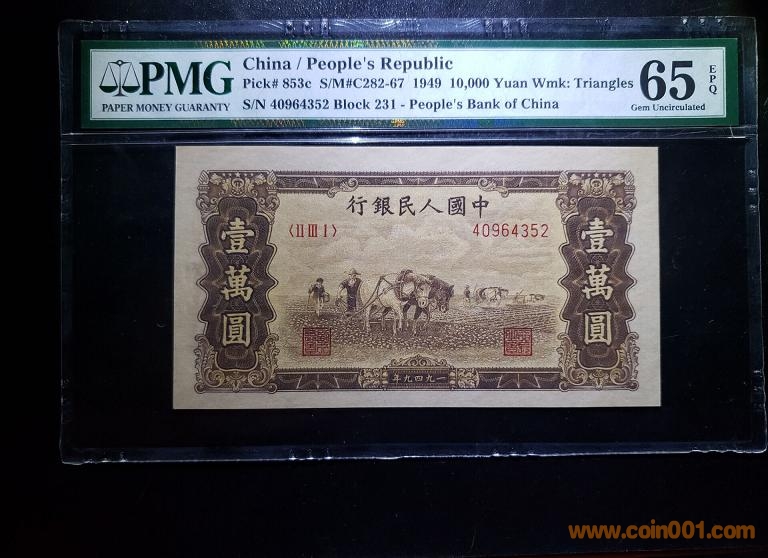 PMG
PAPER MONEY GUARANTY
China / People's Republic
Pick# 853c S/M#C282-67 1949 10,000 Yuan Wmk: Triangles
S/N 40964352 Block 231 - People's Bank of China
65 EPQ
Gem Uncirculated
行銀民人國中
〈II III I〉 40964352
壹萬圓
壹萬圓
年九四九一
www.coin001.com